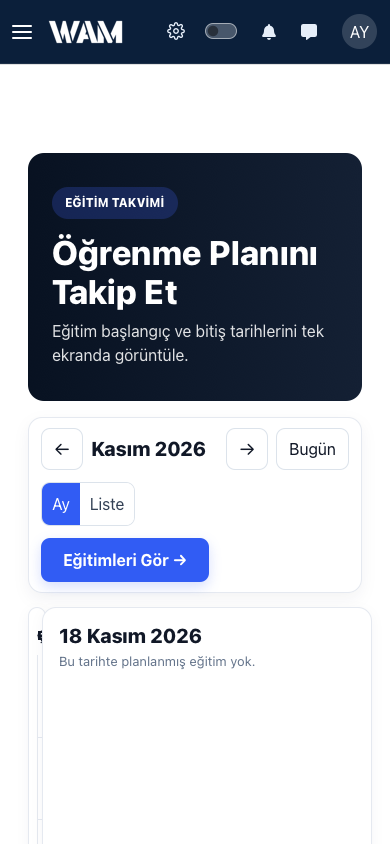 WAM
AY
EĞİTİM TAKVİMİ
Öğrenme Planını
Takip Et
Eğitim başlangıç ve bitiş tarihlerini tek
ekranda görüntüle.
← Kasım 2026 → Bugün
Ay Liste
Eğitimleri Gör →
18 Kasım 2026
Bu tarihte planlanmış eğitim yok.